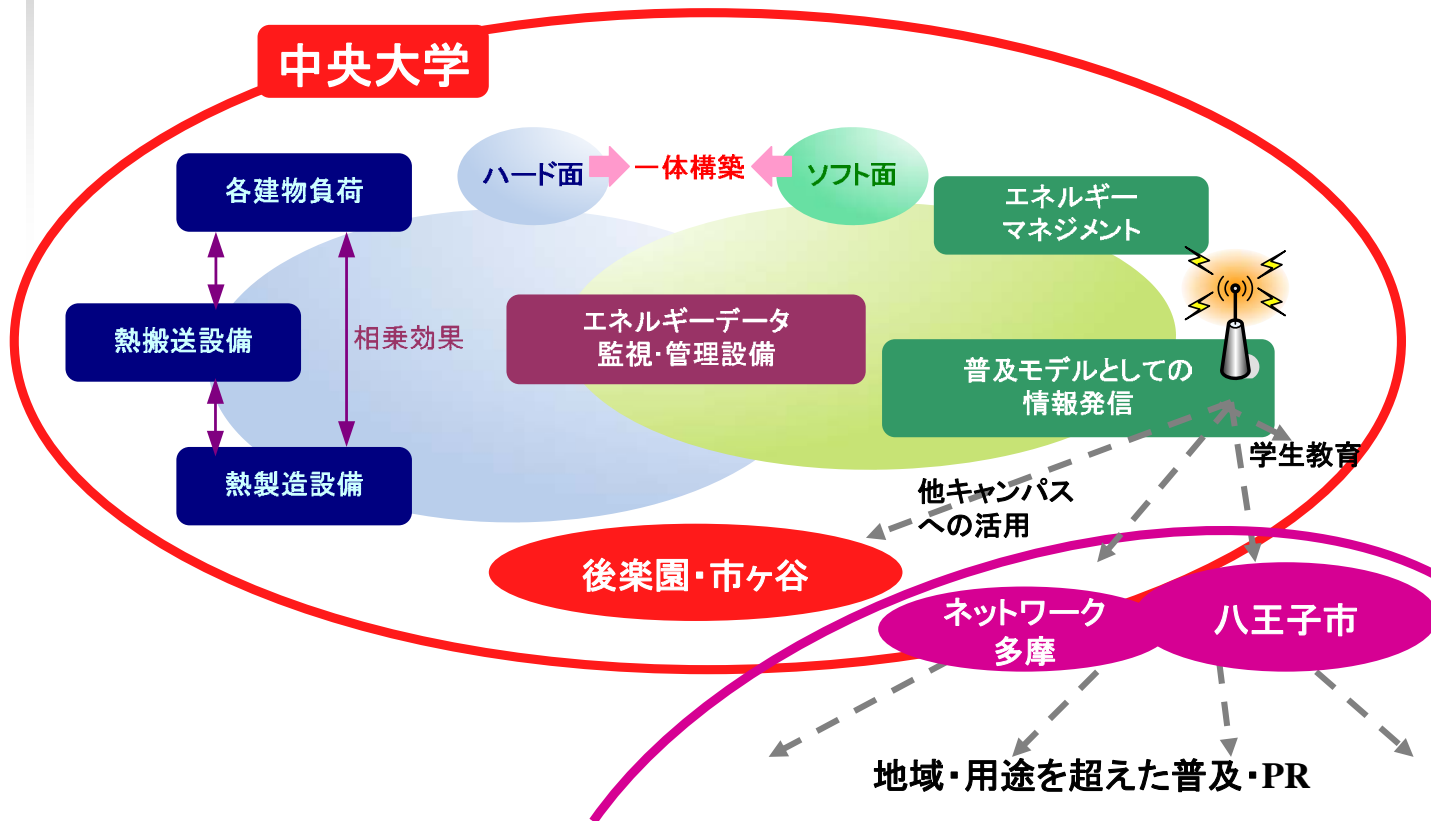 中央大学
ハード面
一体構築
ソフト面
各建物負荷
エネルギー
マネジメント
熱搬送設備
相乗効果
エネルギーデータ
監視・管理設備
普及モデルとしての
情報発信
熱製造設備
学生教育
他キャンパス
への活用
後楽園・市ヶ谷
ネットワーク
多摩
八王子市
地域・用途を超えた普及・PR